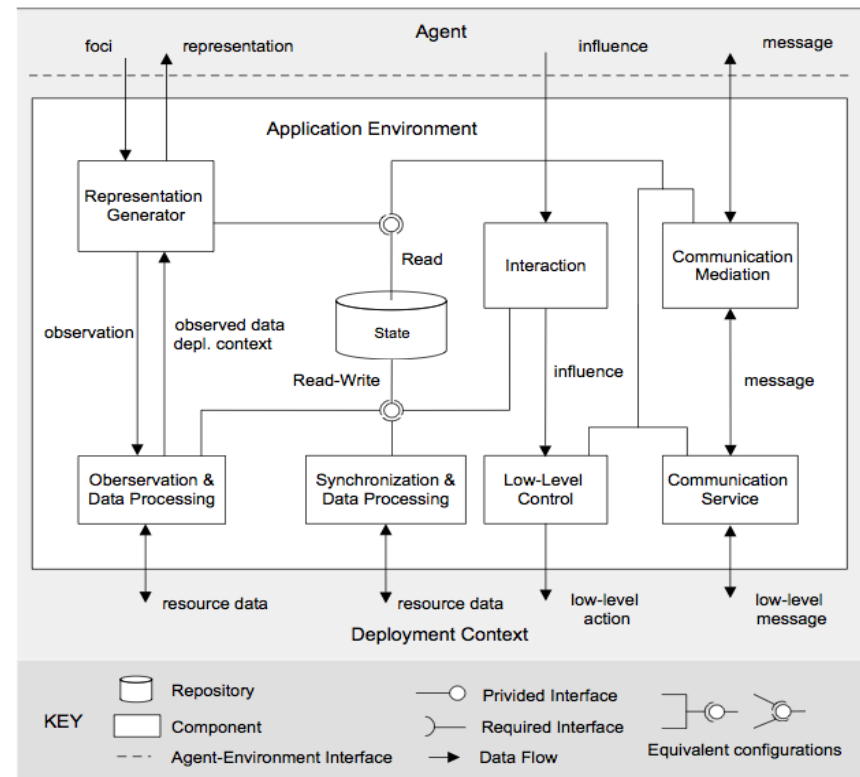 Agent
foci
representation
influence
message
Application Environment
Representation
Generator
Read
Interaction
Communication
Mediation
observation
observed data
depl. context
State
Read-Write
influence
message
Oberservation &
Data Processing
Synchronization &
Data Processing
Low-Level
Control
Communication
Service
resource data
resource data
low-level
action
low-level
message
Deployment Context
KEY
Repository
Component
Agent-Environment Interface
Privided Interface
Required Interface
Data Flow
Equivalent configurations